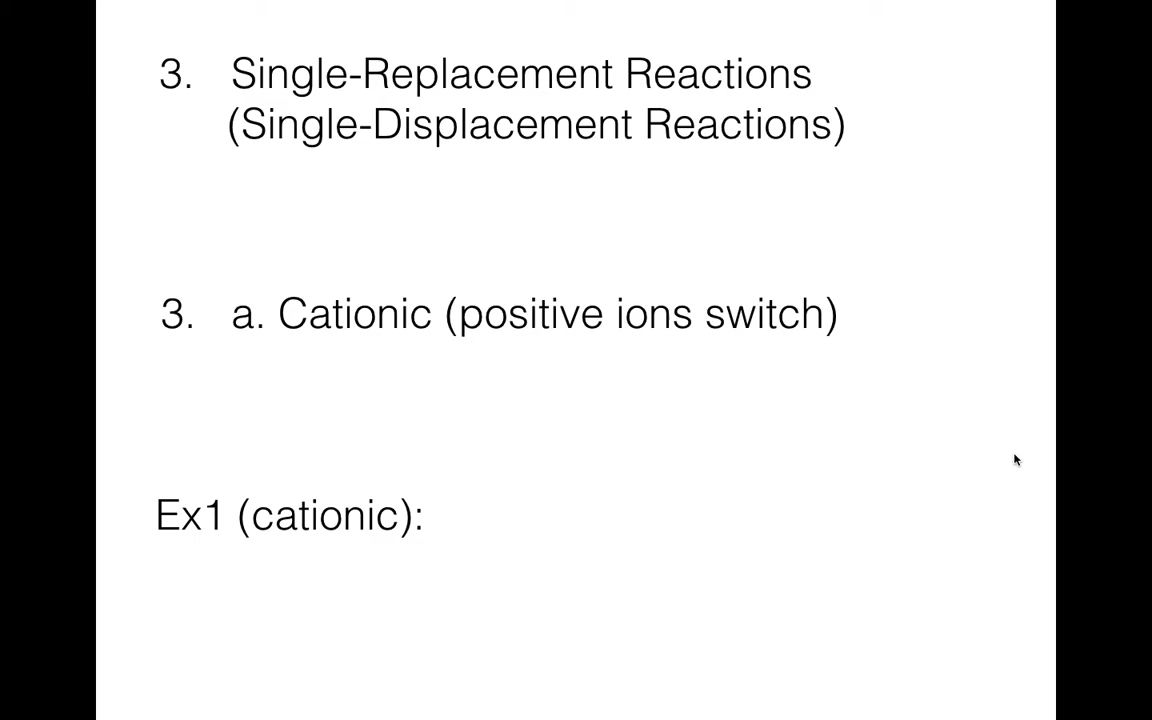 3. Single-Replacement Reactions
(Single-Displacement Reactions)
3. a. Cationic (positive ions switch)
Ex1 (cationic):